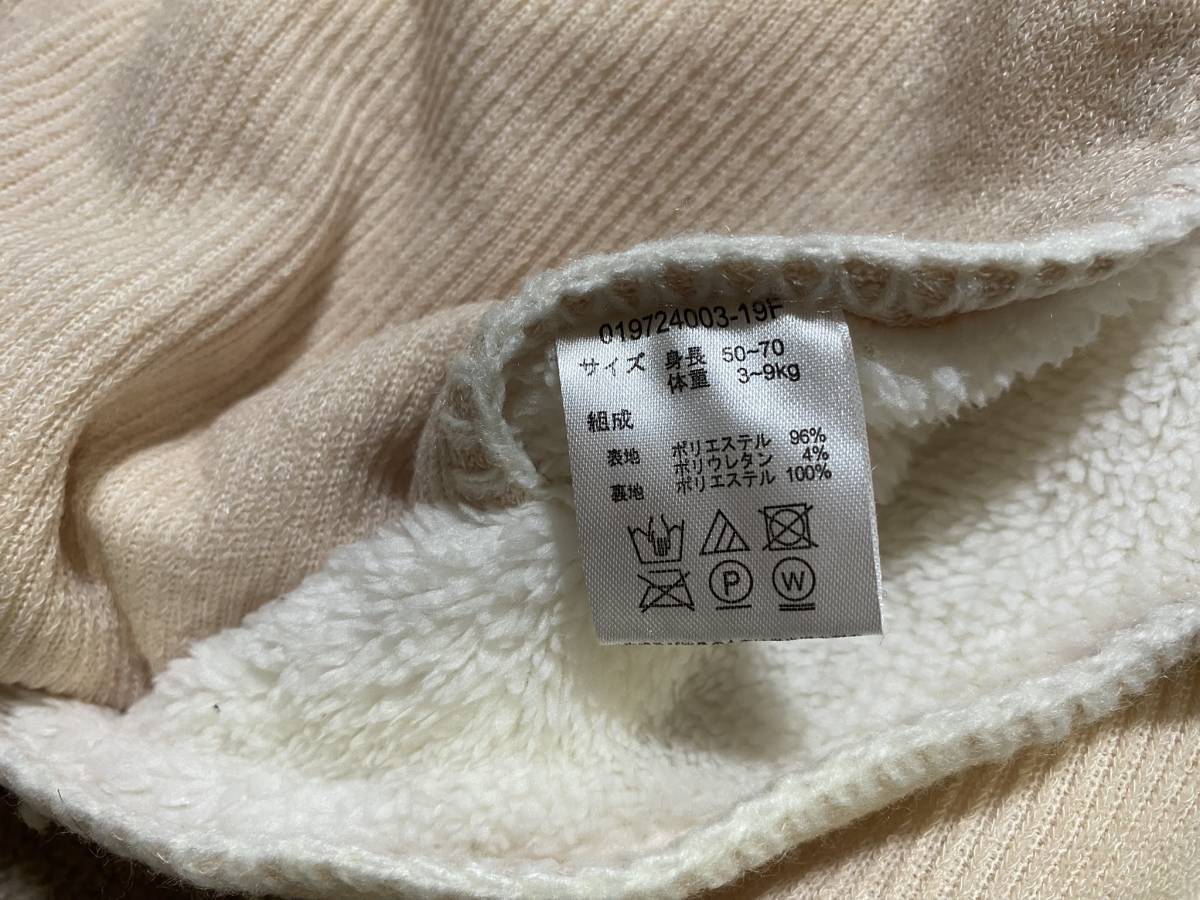 019724003-19F
サイズ 身長 50~70
体重 3~9kg
組成
表地 ポリエステル 96%
ポリウレタン 4%
裏地 ポリエステル 100%
P W